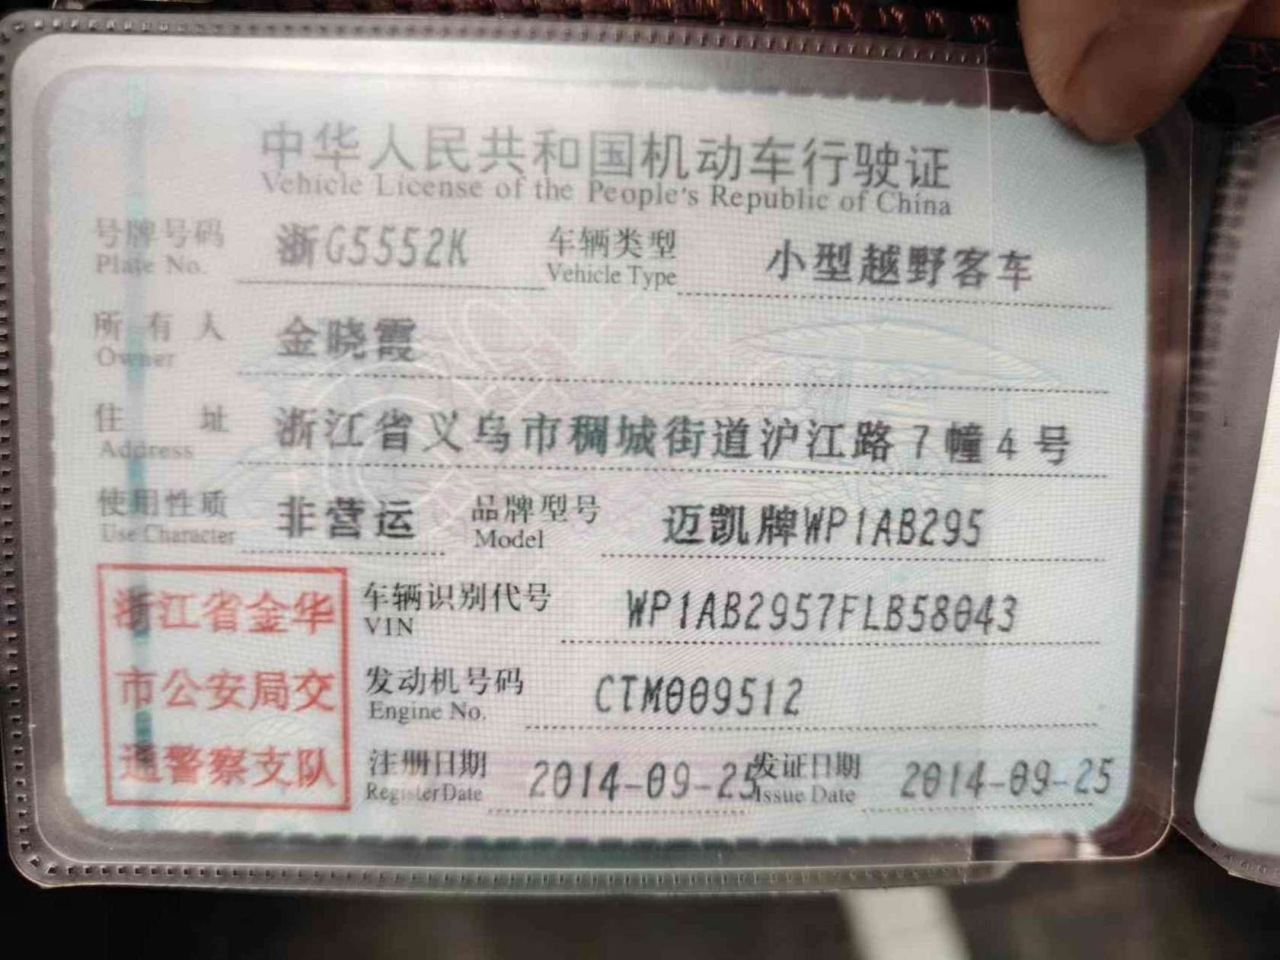 中华人民共和国机动车行驶证
Vehicle License of the People's Republic of China
号牌号码 浙G5552K 车辆类型 小型越野客车
Plate No. Vehicle Type
所有人 金晓霞
Owner
住址 浙江省义乌市稠城街道沪江路7幢4号
Address
使用性质 非营运 品牌型号 迈凯牌WP1AB295
Use Character Model
浙江省金华
市公安局交
通警察支队
车辆识别代号 WP1AB2957FLB58043
VIN
发动机号码 CTM009512
Engine No.
注册日期 2014-09-25 发证日期 2014-09-25
Register Date Issue Date